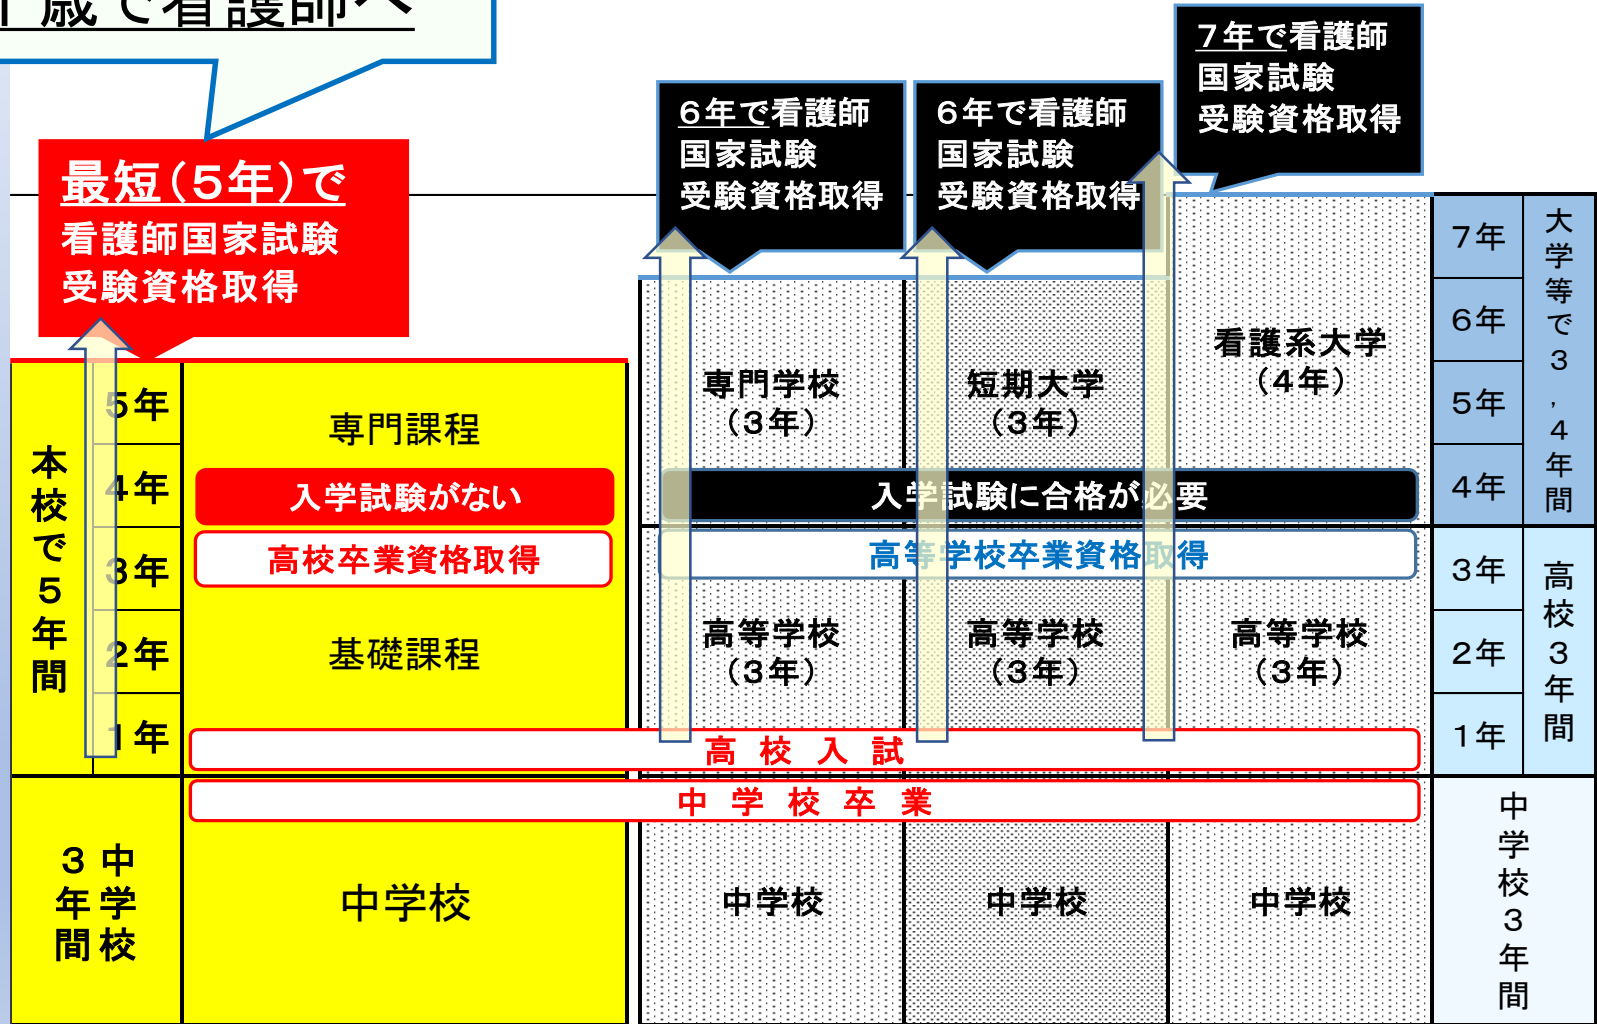 歳で看護師へ
最短（５年）で
看護師国家試験
受験資格取得
６年で看護師
国家試験
受験資格取得
６年で看護師
国家試験
受験資格取得
７年で看護師
国家試験
受験資格取得
本校で５年間
５年
４年
３年
２年
１年
専門課程
入学試験がない
高校卒業資格取得
基礎課程
専門学校
（３年）
短期大学
（３年）
看護系大学
（４年）
入学試験に合格が必要
高等学校卒業資格取得
高等学校
（３年）
高等学校
（３年）
高等学校
（３年）
７年
６年
５年
４年
大学等で３,４年間
３年
２年
１年
高校３年間
高校入試
中学校卒業
中学校
３年間
中学校
中学校
中学校
中学校
中学校３年間